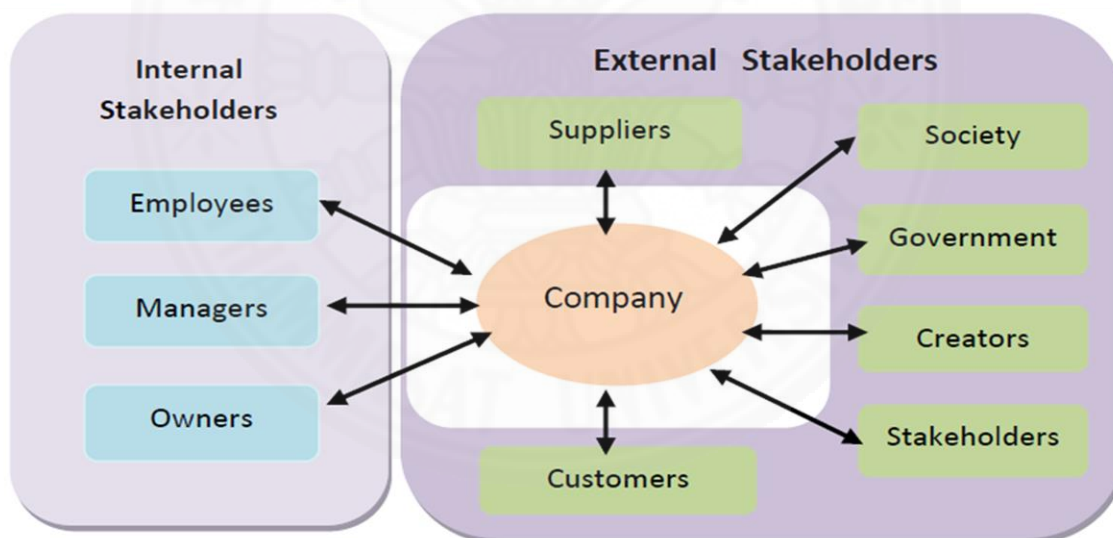 Internal
Stakeholders
Employees
Managers
Owners
External Stakeholders
Suppliers
Company
Customers
Society
Government
Creators
Stakeholders